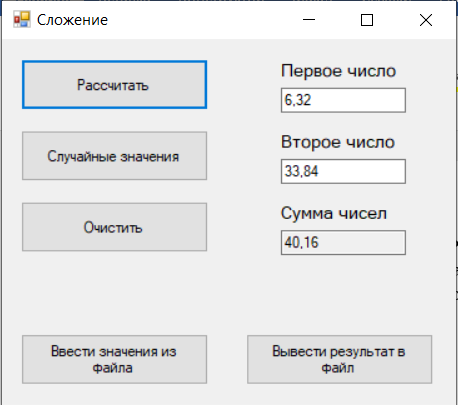 Сложение
Рассчитать
Случайные значения
Очистить
Первое число
6,32
Второе число
33,84
Сумма чисел
40,16
Ввести значения из
файла
Вывести результат в
файл